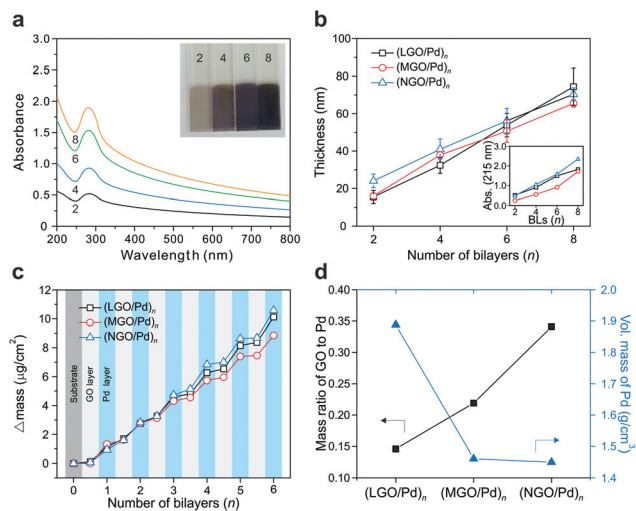 a
3.0
2.5
2.0
1.5
1.0
0.5
0.0
Absorbance
2 4 6 8
8
6
4
2
200 300 400 500 600 700 800
Wavelength (nm)
b
100
80
60
40
20
0
Thickness (nm)
(LGO/Pd)n
(MGO/Pd)n
(NGO/Pd)n
Abs. (215 nm)
3.0
2.0
1.0
0.0
2 4 6 8
BLs (n)
2 4 6 8
Number of bilayers (n)
c
12
10
8
6
4
2
0
△mass (μg/cm2)
(LGO/Pd)n
(MGO/Pd)n
(NGO/Pd)n
Substrate
GO layer
Pd layer
0 1 2 3 4 5 6
Number of bilayers (n)
d
0.40
0.35
0.30
0.25
0.20
0.15
0.10
Mass ratio of GO to Pd
2.0
1.9
1.8
1.7
1.6
1.5
1.4
Vol. mass of Pd (g/cm3)
(LGO/Pd)n (MGO/Pd)n (NGO/Pd)n